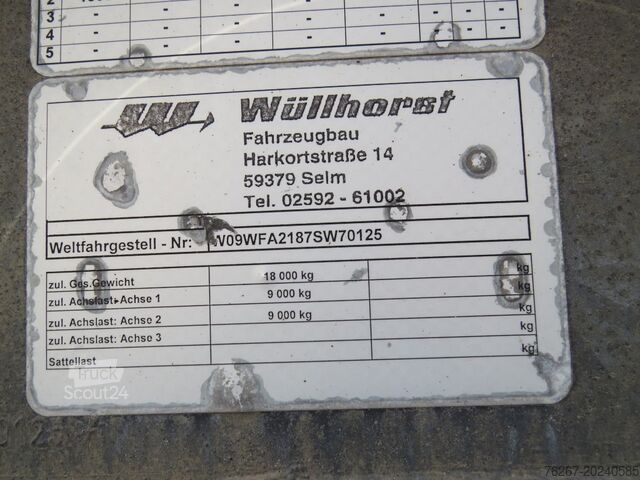 3 - - - - - - -
4 - - - - - - -
5 - - - - - - -
Wüllhorst
Fahrzeugbau
Harkortstraße 14
59379 Selm
Tel. 02592 - 61002
Weltfahrgestell - Nr: W09WFA2187SW70125
zul. Ges.Gewicht 18 000 kg kg
zul. Achslast: Achse 1 9 000 kg kg
zul. Achslast: Achse 2 9 000 kg kg
zul. Achslast: Achse 3 kg
Sattellast kg
Truck
Scout24
76267-20240585